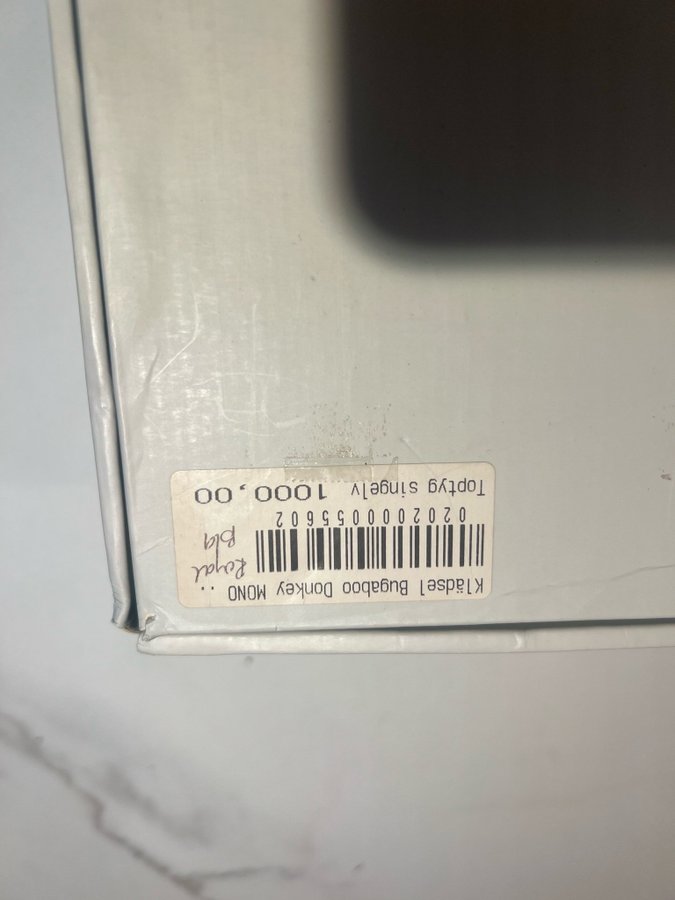 Klädsel Bugaboo Donkey MONO ..
0202000055602
Royal
Blå
Toptyg singelv 1000,00